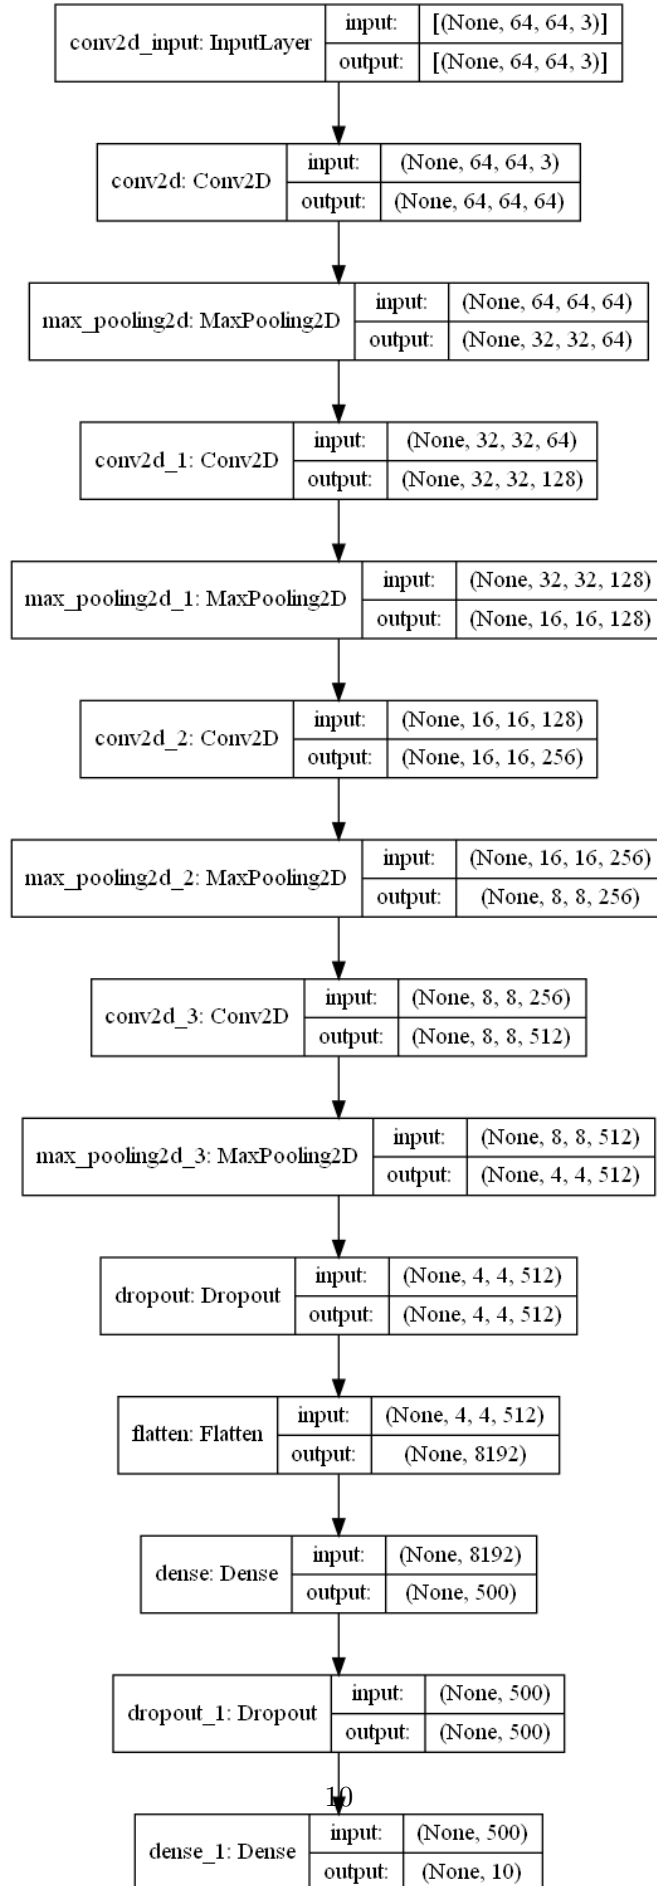 conv2d_input: InputLayer
input: [(None, 64, 64, 3)]
output: [(None, 64, 64, 3)]
conv2d: Conv2D
input: (None, 64, 64, 3)
output: (None, 64, 64, 64)
max_pooling2d: MaxPooling2D
input: (None, 64, 64, 64)
output: (None, 32, 32, 64)
conv2d_1: Conv2D
input: (None, 32, 32, 64)
output: (None, 32, 32, 128)
max_pooling2d_1: MaxPooling2D
input: (None, 32, 32, 128)
output: (None, 16, 16, 128)
conv2d_2: Conv2D
input: (None, 16, 16, 128)
output: (None, 16, 16, 256)
max_pooling2d_2: MaxPooling2D
input: (None, 16, 16, 256)
output: (None, 8, 8, 256)
conv2d_3: Conv2D
input: (None, 8, 8, 256)
output: (None, 8, 8, 512)
max_pooling2d_3: MaxPooling2D
input: (None, 8, 8, 512)
output: (None, 4, 4, 512)
dropout: Dropout
input: (None, 4, 4, 512)
output: (None, 4, 4, 512)
flatten: Flatten
input: (None, 4, 4, 512)
output: (None, 8192)
dense: Dense
input: (None, 8192)
output: (None, 500)
dropout_1: Dropout
input: (None, 500)
output: (None, 500)
10
dense_1: Dense
input: (None, 500)
output: (None, 10)